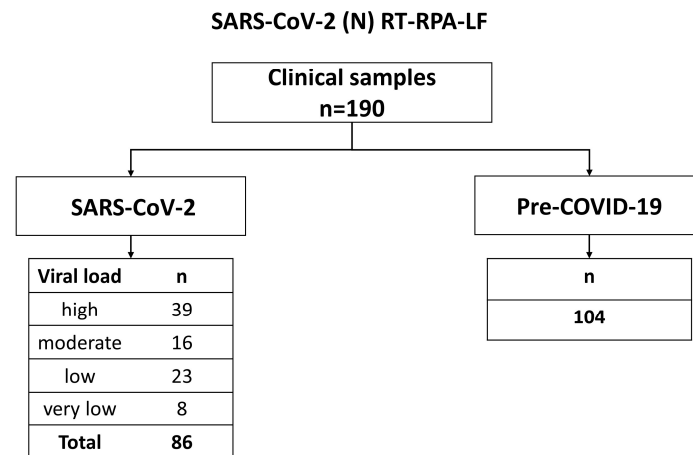 SARS-CoV-2 (N) RT-RPA-LF
Clinical samples
n=190
SARS-CoV-2
Pre-COVID-19
Viral load n
high 39
moderate 16
low 23
very low 8
Total 86
n
104